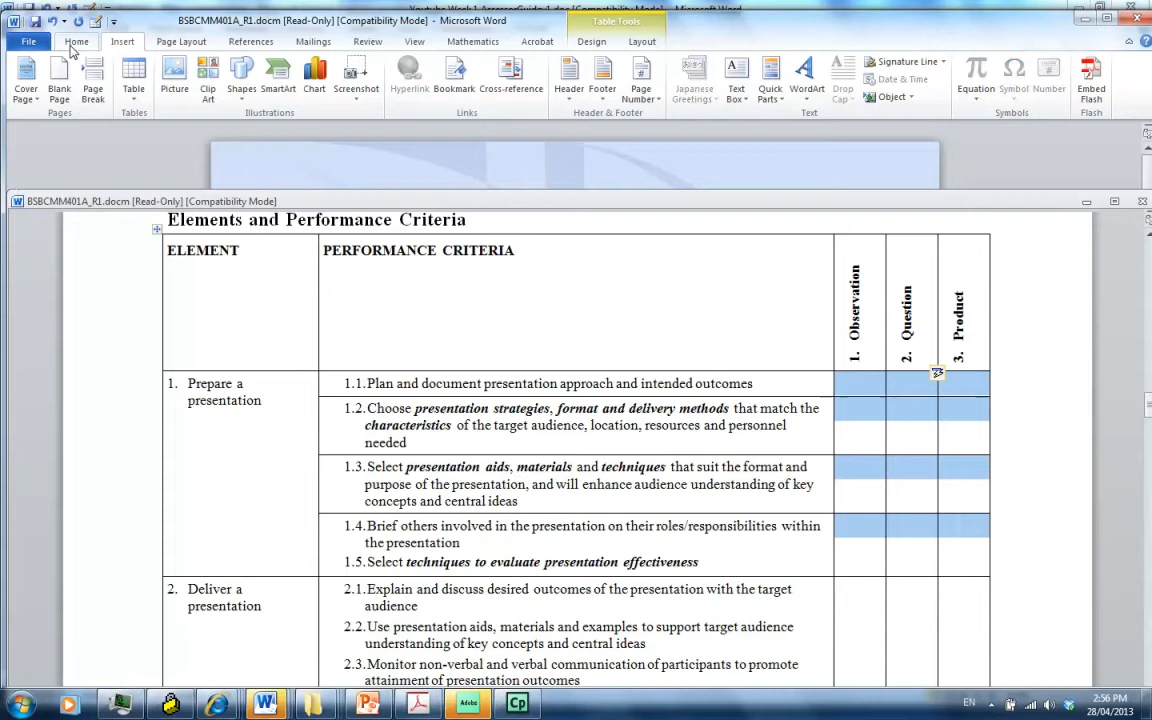 Youtube Week 1 AssessorGuidev1.docx - Microsoft Word
BSBCMM401A_R1.docm [Read-Only] [Compatibility Mode] - Microsoft Word
Table Tools
File Home Insert Page Layout References Mailings Review View Mathematics Acrobat Design Layout
Cover Page Blank Page Page Break
Table
Picture Clip Art Shapes SmartArt Chart Screenshot
Hyperlink Bookmark Cross-reference
Header Footer Page Number
Japanese Greetings Text Box Quick Parts WordArt Drop Cap
Signature Line
Date & Time
Object
Equation Symbol Number
Embed Flash
Pages Tables Illustrations Links Header & Footer Text Symbols Flash
BSBCMM401A_R1.docm [Read-Only] [Compatibility Mode]
Elements and Performance Criteria
ELEMENT PERFORMANCE CRITERIA
1. Observation
2. Question
3. Product
1. Prepare a
presentation
1.1.Plan and document presentation approach and intended outcomes
1.2.Choose presentation strategies, format and delivery methods that match the
characteristics of the target audience, location, resources and personnel
needed
1.3.Select presentation aids, materials and techniques that suit the format and
purpose of the presentation, and will enhance audience understanding of key
concepts and central ideas
1.4.Brief others involved in the presentation on their roles/responsibilities within
the presentation
1.5.Select techniques to evaluate presentation effectiveness
2. Deliver a
presentation
2.1.Explain and discuss desired outcomes of the presentation with the target
audience
2.2.Use presentation aids, materials and examples to support target audience
understanding of key concepts and central ideas
2.3.Monitor non-verbal and verbal communication of participants to promote
attainment of presentation outcomes
Adobe
Cp
EN
2:56 PM
28/04/2013